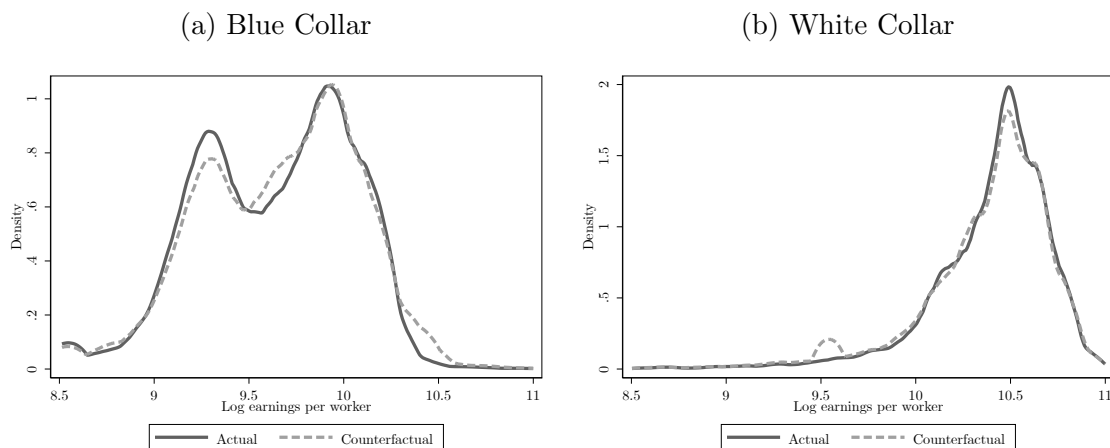 (a) Blue Collar
(b) White Collar
1
.8
.6
.4
.2
0
Density
8.5 9 9.5 10 10.5 11
Log earnings per worker
Actual Counterfactual
2
1.5
1
.5
0
Density
8.5 9 9.5 10 10.5 11
Log earnings per worker
Actual Counterfactual